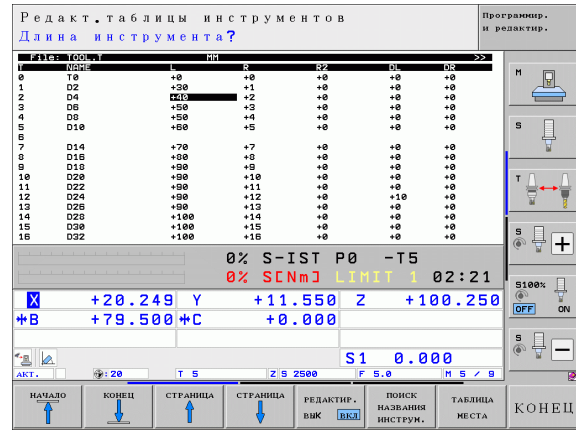 Редакт.таблицы инструментов
Длина инструмента?
Программир.
и редактир.
File: TOOL.T MM >>
T NAME L R R2 DL DR
0 T0 +0 +0 +0 +0 +0
1 D2 +30 +1 +0 +0 +0
2 D4 +40 +2 +0 +0 +0
3 D6 +50 +3 +0 +0 +0
4 D8 +50 +4 +0 +0 +0
5 D10 +60 +5 +0 +0 +0
6
7 D14 +70 +7 +0 +0 +0
8 D16 +80 +8 +0 +0 +0
9 D18 +90 +9 +0 +0 +0
10 D20 +90 +10 +0 +0 +0
11 D22 +90 +11 +0 +0 +0
12 D24 +90 +12 +0 +10 +0
13 D26 +90 +13 +0 +0 +0
14 D28 +100 +14 +0 +0 +0
15 D30 +100 +15 +0 +0 +0
16 D32 +100 +16 +0 +0 +0
0% S-IST P0 -T5
0% S[Nm] LIMIT 1 02:21
X +20.249 Y +11.550 Z +100.250
B +79.500 C +0.000
S1 0.000
АКТ. :20 T 5 Z S 2500 F 5.0 M 5 / 9
M
S
T
S
+
S100%
OFF ON
S
−
НАЧАЛО
КОНЕЦ
СТРАНИЦА
СТРАНИЦА
РЕДАКТИР.
ВЫК ВКЛ
ПОИСК
НАЗВАНИЯ
ИНСТРУМ.
ТАБЛИЦА
МЕСТА
КОНЕЦ